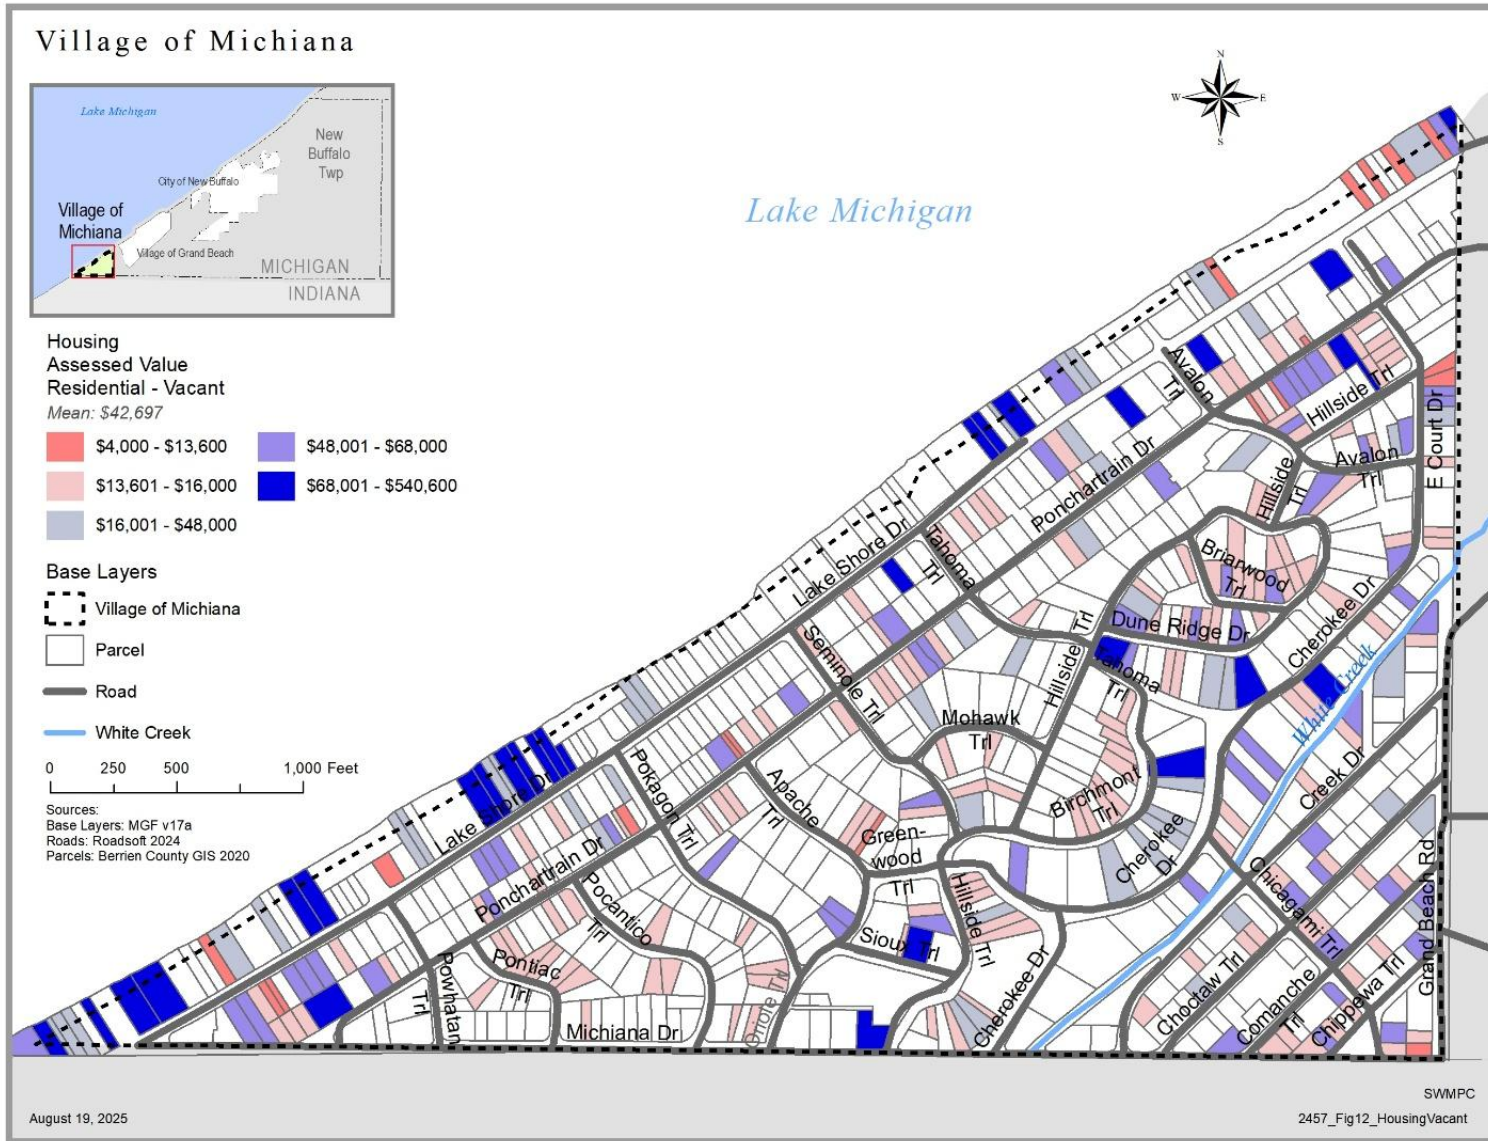 Village of Michiana
N
W
E
S
Lake Michigan
New
Buffalo
Twp
City of New Buffalo
Village of
Michiana
Village of Grand Beach
MICHIGAN
INDIANA
Lake Michigan
Housing
Assessed Value
Residential - Vacant
Mean: $42,697
$4,000 - $13,600
$48,001 - $68,000
$13,601 - $16,000
$68,001 - $540,600
$16,001 - $48,000
Base Layers
Village of Michiana
Parcel
Road
White Creek
0 250 500 1,000 Feet
Sources:
Base Layers: MGF v17a
Roads: Roadsoft 2024
Parcels: Berrien County GIS 2020
Avalon
Trl
Hillside Trl
E Court Dr
Avalon
Trl
Ponchartrain Dr
Hillside
Trl
Lake Shore Dr
Tahoma
Trl
Briarwood
Trl
Cherokee Dr
Dune Ridge Dr
Seminole Trl
Hillside Trl
Tahoma
Trl
White Creek
Mohawk
Trl
Creek Dr
Pokagon Trl
Apache
Trl
Birchmont
Trl
Lake Shore Dr
Green-
wood
Trl
Cherokee
Dr
Chicagami Trl
Grand Beach Rd
Ponchartrain Dr
Pocantico
Trl
Hillside Trl
Sioux Trl
Pontiac
Trl
Powhatan
Trl
Oriole Trl
Cherokee Dr
Choctaw Trl
Comanche
Trl
Chippewa Trl
Michiana Dr
SWMPC
August 19, 2025
2457_Fig12_HousingVacant